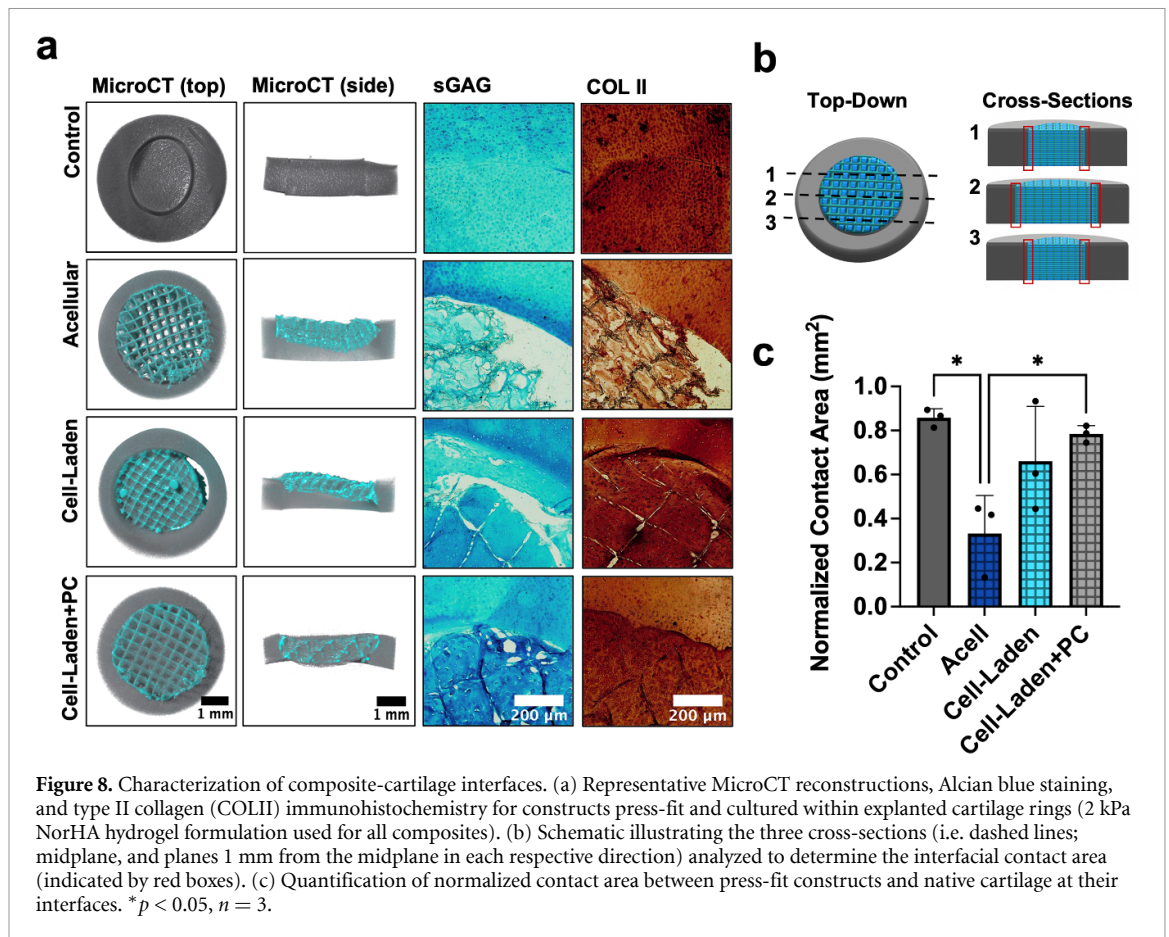 a
MicroCT (top)
MicroCT (side)
sGAG
COL II
Control
Acellular
Cell-Laden
Cell-Laden+PC
1 mm
1 mm
200 µm
200 µm
b
Top-Down
Cross-Sections
1
2
3
1
2
3
c
Normalized Contact Area (mm²)
1.0
0.8
0.6
0.4
0.2
0.0
*
*
Control
Acell
Cell-Laden
Cell-Laden+PC
Figure 8. Characterization of composite-cartilage interfaces. (a) Representative MicroCT reconstructions, Alcian blue staining,
and type II collagen (COLII) immunohistochemistry for constructs press-fit and cultured within explanted cartilage rings (2 kPa
NorHA hydrogel formulation used for all composites). (b) Schematic illustrating the three cross-sections (i.e. dashed lines;
midplane, and planes 1 mm from the midplane in each respective direction) analyzed to determine the interfacial contact area
(indicated by red boxes). (c) Quantification of normalized contact area between press-fit constructs and native cartilage at their
interfaces. *p < 0.05, n = 3.